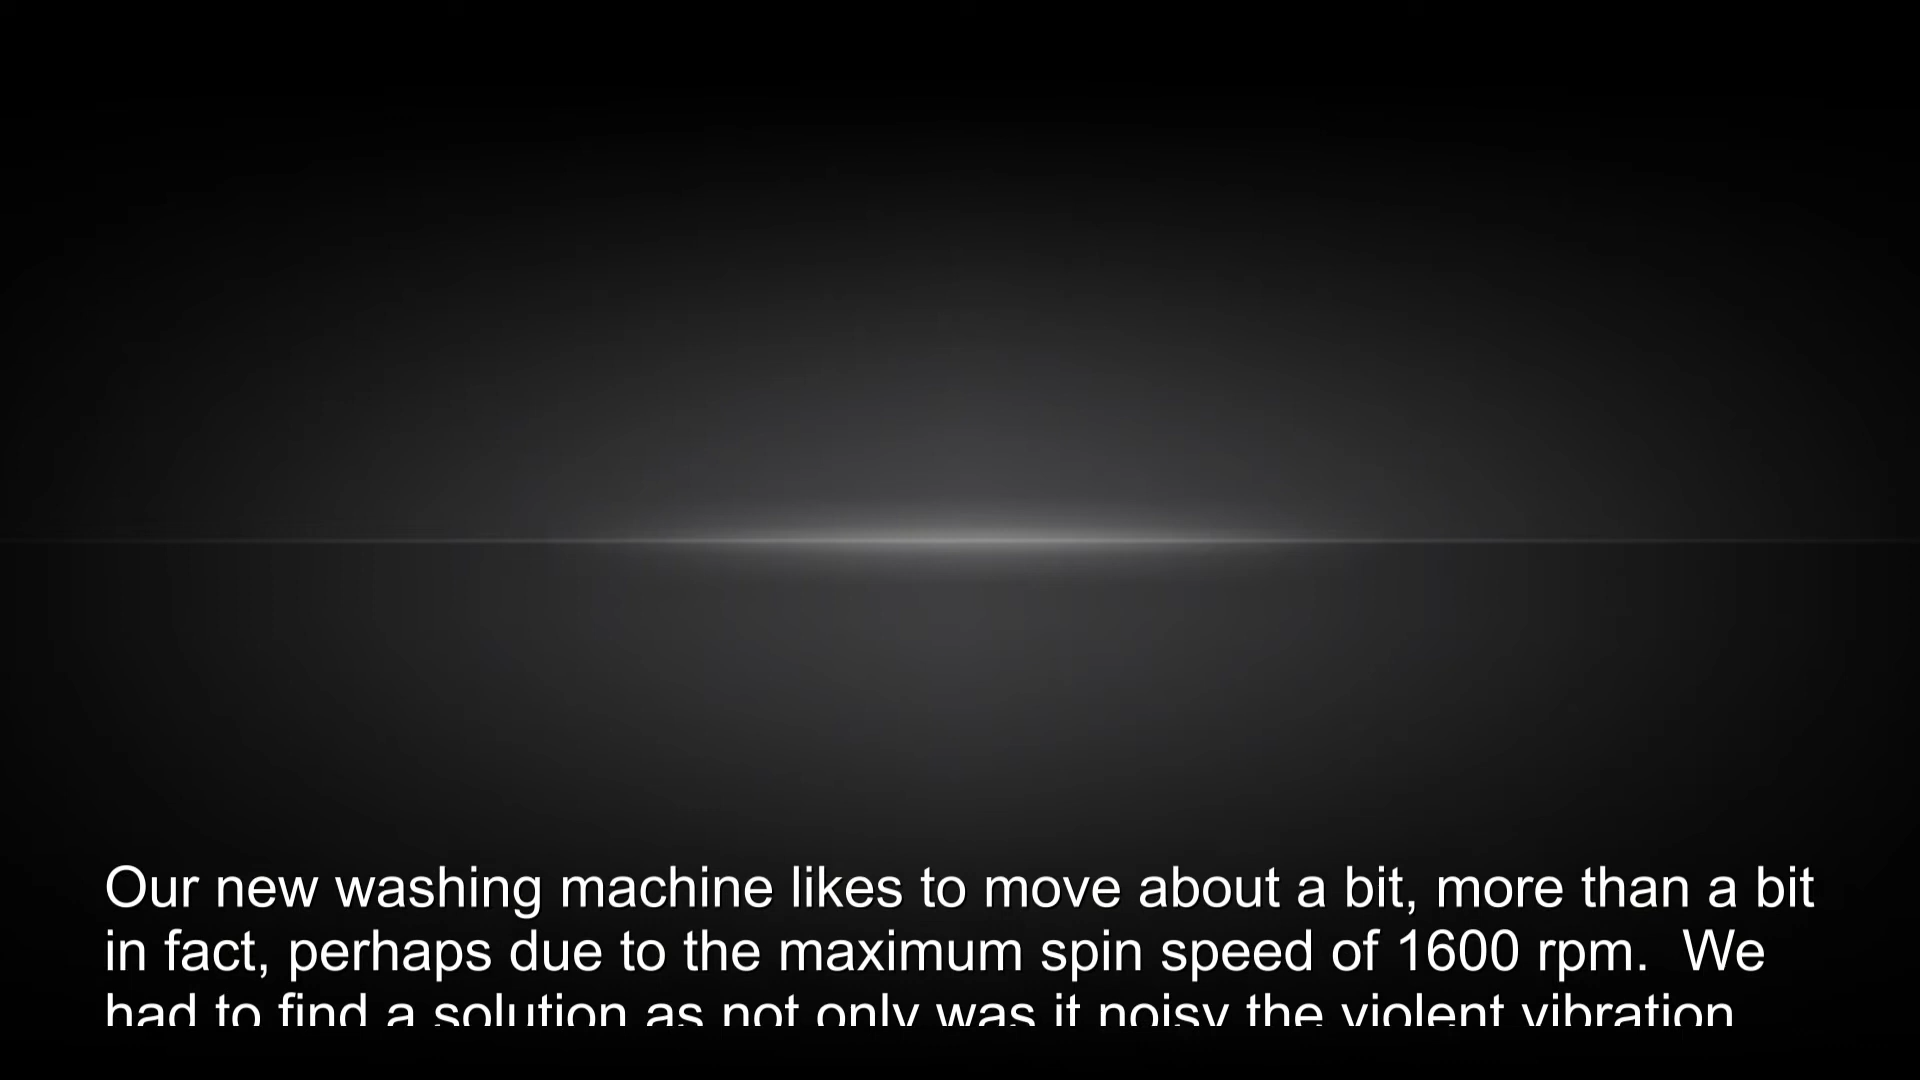 Our new washing machine likes to move about a bit, more than a bit
in fact, perhaps due to the maximum spin speed of 1600 rpm.  We
had to find a solution as not only was it noisy the violent vibration